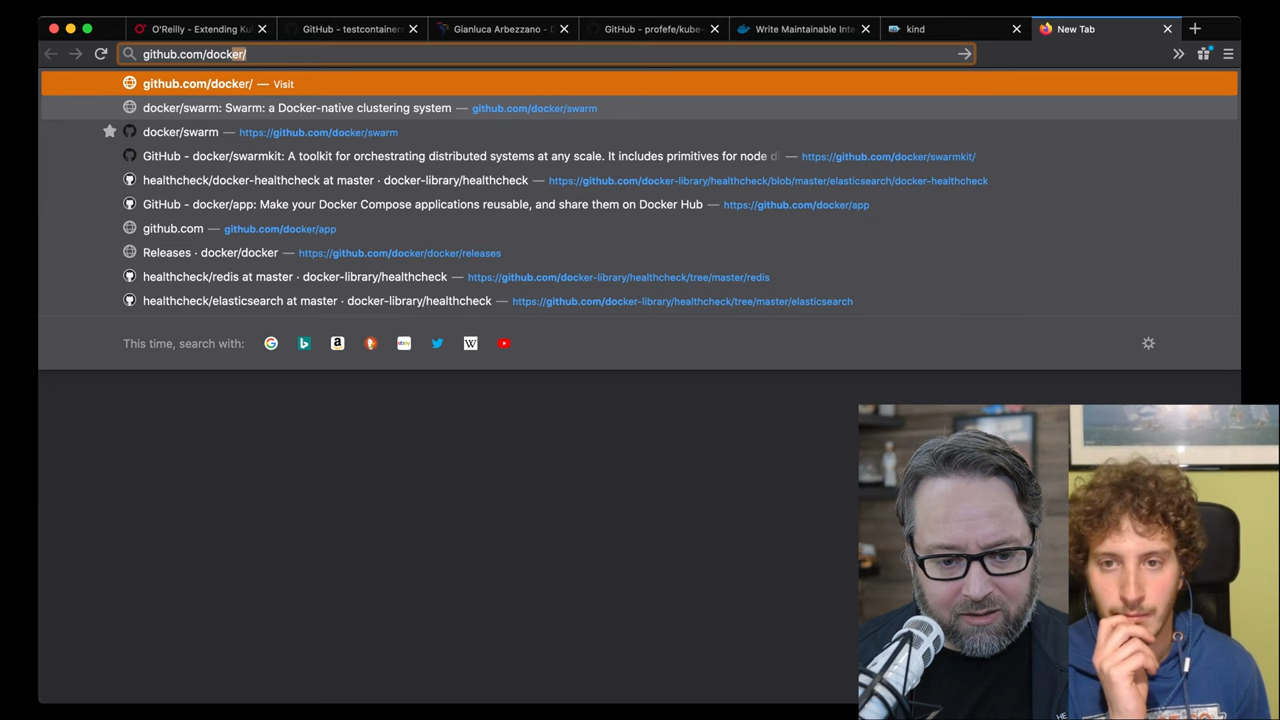 O'Reilly - Extending Ku
GitHub - testcontainers
Gianluca Arbezzano - D
GitHub - profefe/kube-
Write Maintainable Inte
kind
New Tab
github.com/docker/
github.com/docker/ — Visit
docker/swarm: Swarm: a Docker-native clustering system — github.com/docker/swarm
docker/swarm — https://github.com/docker/swarm
GitHub - docker/swarmkit: A toolkit for orchestrating distributed systems at any scale. It includes primitives for node di — https://github.com/docker/swarmkit/
healthcheck/docker-healthcheck at master · docker-library/healthcheck — https://github.com/docker-library/healthcheck/blob/master/elasticsearch/docker-healthcheck
GitHub - docker/app: Make your Docker Compose applications reusable, and share them on Docker Hub — https://github.com/docker/app
github.com — github.com/docker/app
Releases · docker/docker — https://github.com/docker/docker/releases
healthcheck/redis at master · docker-library/healthcheck — https://github.com/docker-library/healthcheck/tree/master/redis
healthcheck/elasticsearch at master · docker-library/healthcheck — https://github.com/docker-library/healthcheck/tree/master/elasticsearch
This time, search with: